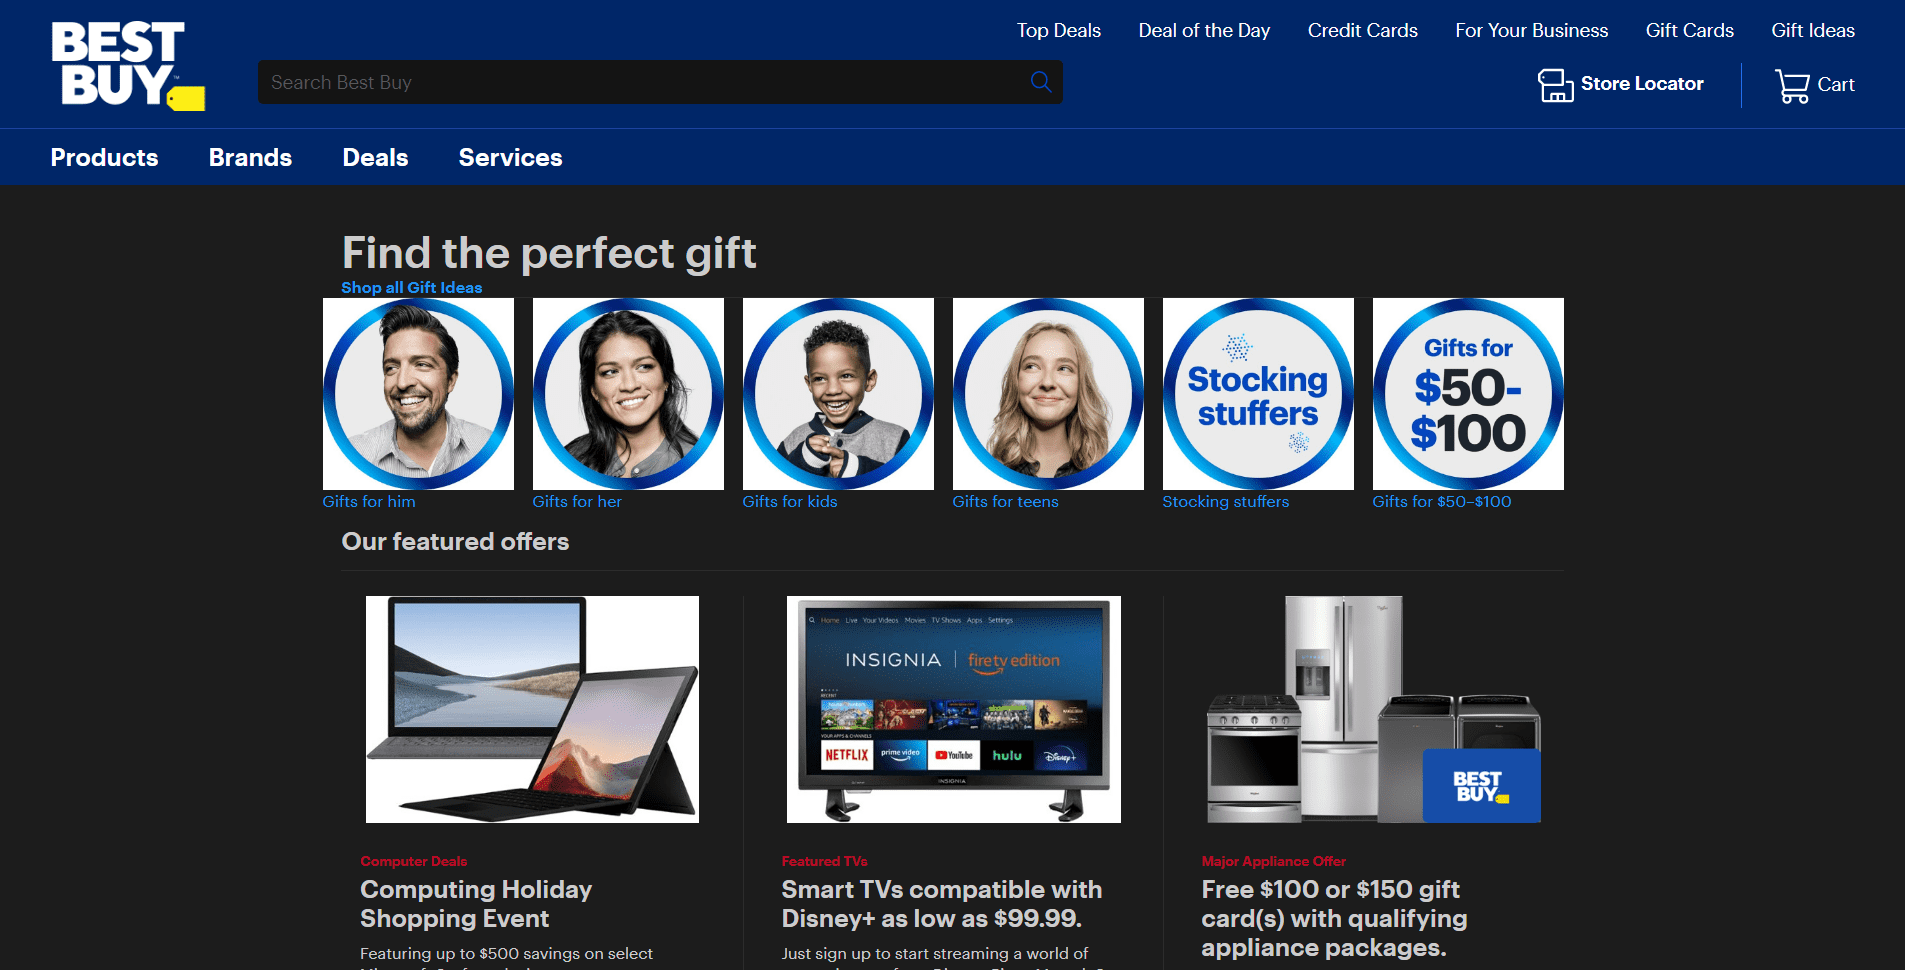 BEST
BUY
Top Deals
Deal of the Day
Credit Cards
For Your Business
Gift Cards
Gift Ideas
Search Best Buy
Store Locator
Cart
Products
Brands
Deals
Services
Find the perfect gift
Shop all Gift Ideas
Stocking
stuffers
Gifts for
$50-
$100
Gifts for him
Gifts for her
Gifts for kids
Gifts for teens
Stocking stuffers
Gifts for $50–$100
Our featured offers
Home Live Your Videos Movies TV Shows Apps Settings
INSIGNIA | firetv edition
RECENT
YOUR APPS & CHANNELS
NETFLIX
prime video
YouTube
hulu
Disney+
INSIGNIA
BEST
BUY
Computer Deals
Computing Holiday
Shopping Event
Featuring up to $500 savings on select
Featured TVs
Smart TVs compatible with
Disney+ as low as $99.99.
Just sign up to start streaming a world of
Major Appliance Offer
Free $100 or $150 gift
card(s) with qualifying
appliance packages.